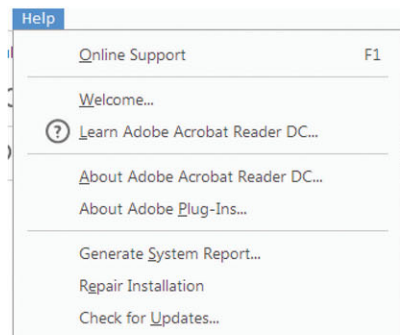 Help
Online Support F1
Welcome...
? Learn Adobe Acrobat Reader DC...
About Adobe Acrobat Reader DC...
About Adobe Plug-Ins...
Generate System Report...
Repair Installation
Check for Updates...